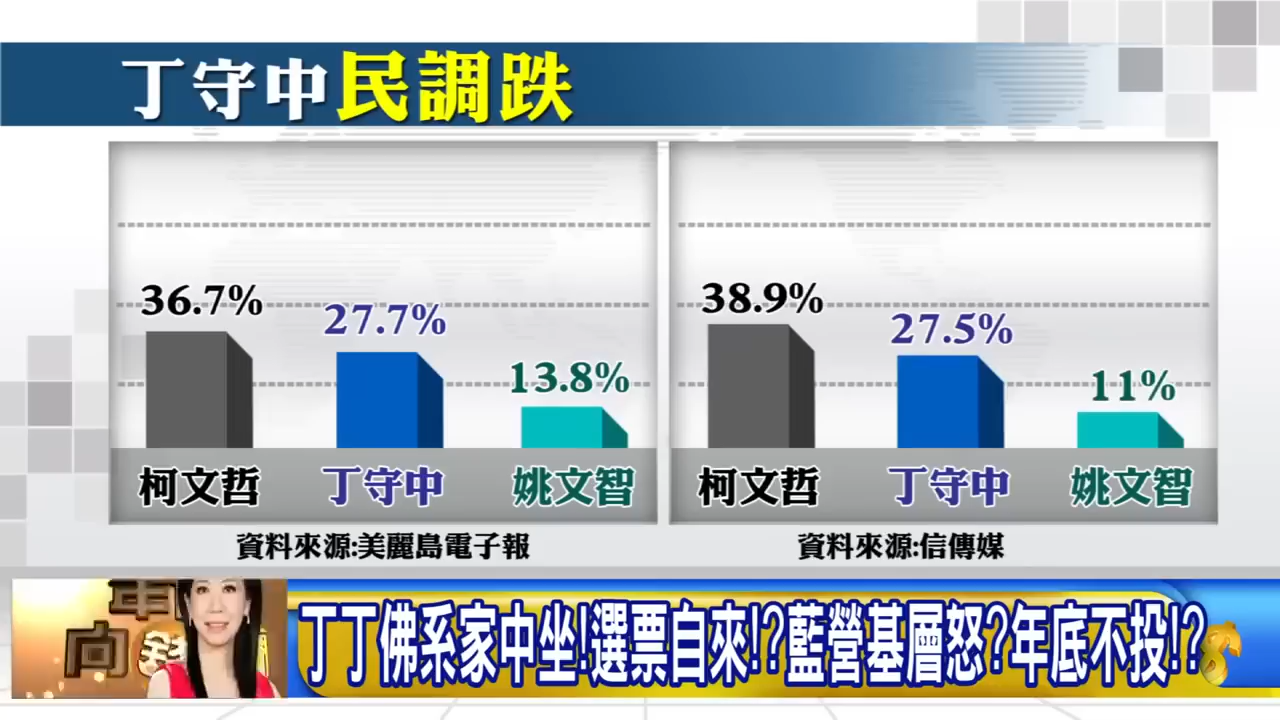 丁守中民調跌
36.7% 27.7% 13.8%
柯文哲 丁守中 姚文智
資料來源:美麗島電子報
38.9% 27.5% 11%
柯文哲 丁守中 姚文智
資料來源:信傳媒
向錢
丁丁佛系家中坐!選票自來!?藍營基層怒?年底不投!?